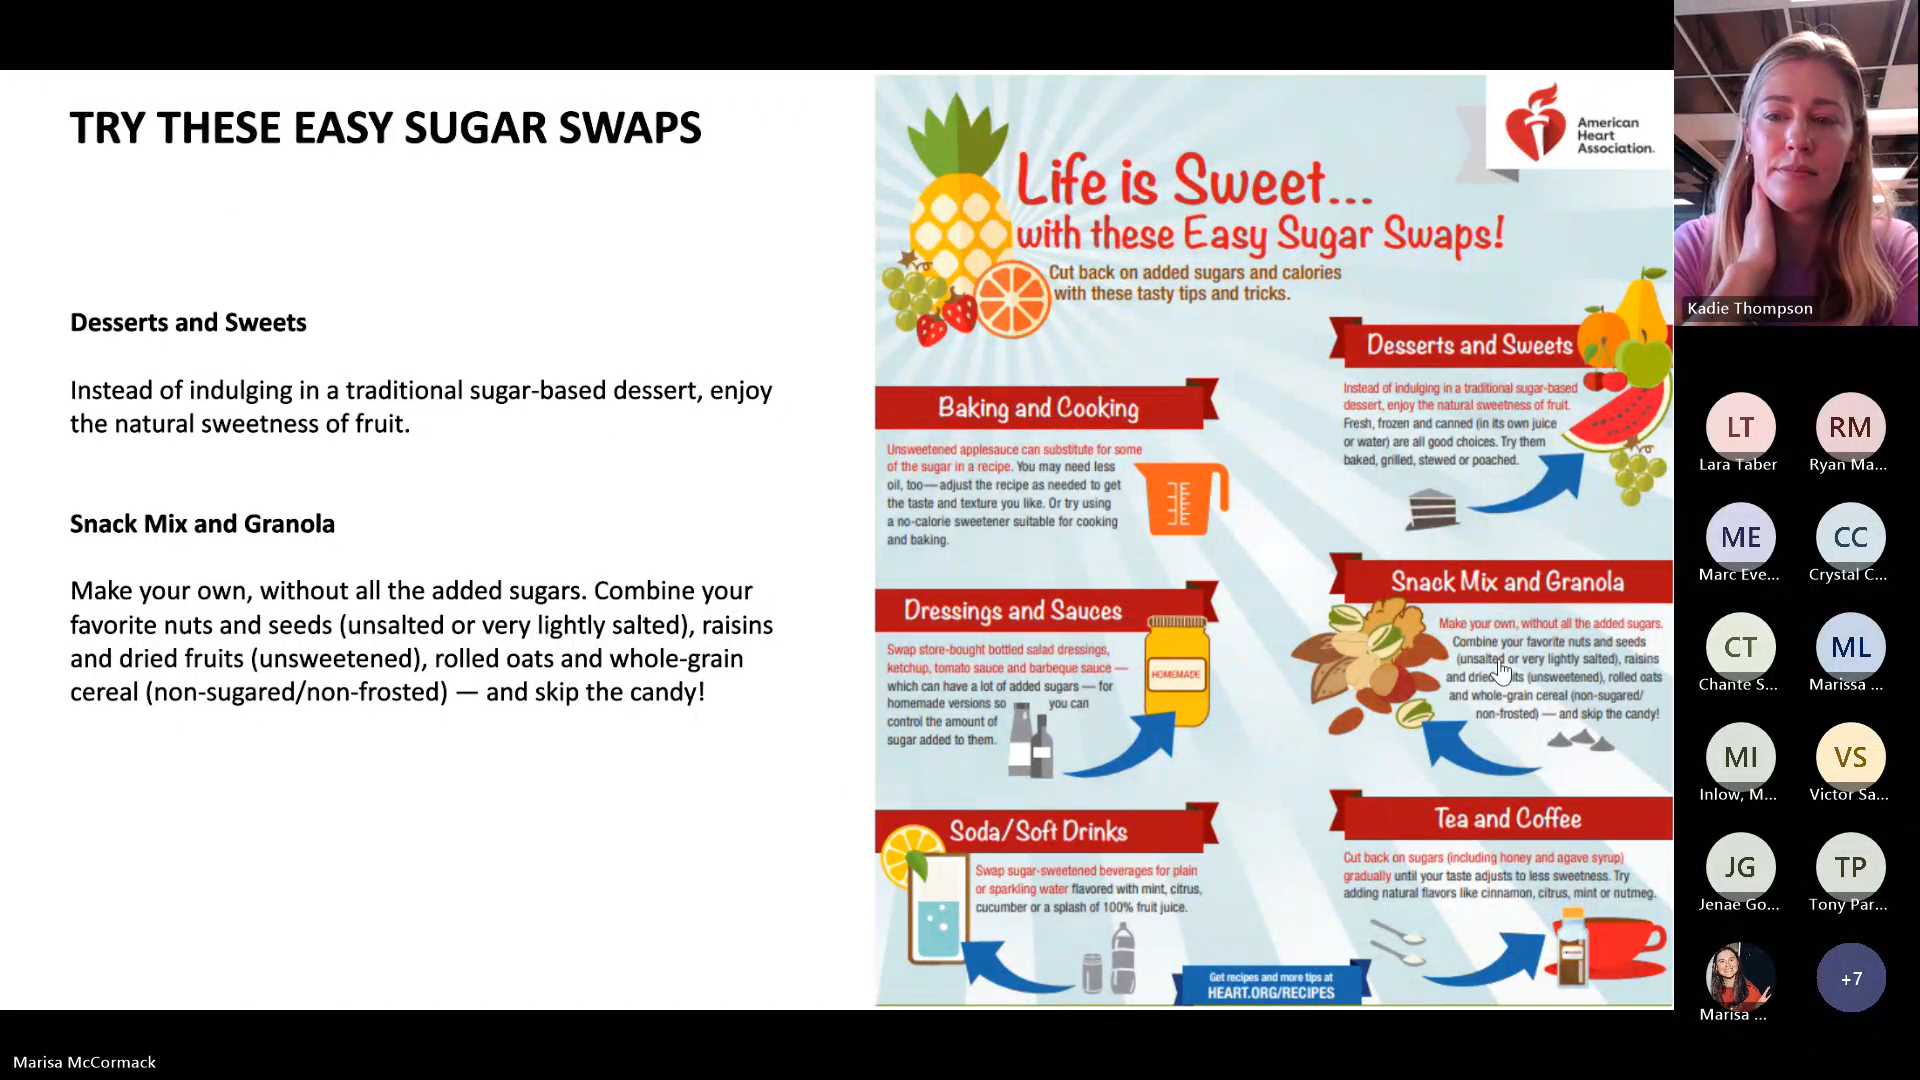 TRY THESE EASY SUGAR SWAPS
Desserts and Sweets
Instead of indulging in a traditional sugar-based dessert, enjoy
the natural sweetness of fruit.
Snack Mix and Granola
Make your own, without all the added sugars. Combine your
favorite nuts and seeds (unsalted or very lightly salted), raisins
and dried fruits (unsweetened), rolled oats and whole-grain
cereal (non-sugared/non-frosted) — and skip the candy!
American
Heart
Association.
Life is Sweet...
with these Easy Sugar Swaps!
Cut back on added sugars and calories
with these tasty tips and tricks.
Baking and Cooking
Unsweetened applesauce can substitute for some
of the sugar in a recipe. You may need less
oil, too—adjust the recipe as needed to get
the taste and texture you like. Or try using
a no-calorie sweetener suitable for cooking
and baking.
Dressings and Sauces
Swap store-bought bottled salad dressings,
ketchup, tomato sauce and barbeque sauce —
which can have a lot of added sugars — for
homemade versions so you can
control the amount of
sugar added to them.
HOMEMADE
Soda/Soft Drinks
Swap sugar-sweetened beverages for plain
or sparkling water flavored with mint, citrus,
cucumber or a splash of 100% fruit juice.
Desserts and Sweets
Instead of indulging in a traditional sugar-based
dessert, enjoy the natural sweetness of fruit.
Fresh, frozen and canned (in its own juice
or water) are all good choices. Try them
baked, grilled, stewed or poached.
Snack Mix and Granola
Make your own, without all the added sugars.
Combine your favorite nuts and seeds
(unsalted or very lightly salted), raisins
and dried (unsweetened), rolled oats
and whole-grain cereal (non-sugared/
non-frosted) — and skip the candy!
Tea and Coffee
Cut back on sugars (including honey and agave syrup)
gradually until your taste adjusts to less sweetness. Try
adding natural flavors like cinnamon, citrus, mint or nutmeg.
Get recipes and more tips at
HEART.ORG/RECIPES
Kadie Thompson
LT
Lara Taber
RM
Ryan Ma...
ME
Marc Eve...
CC
Crystal C...
CT
Chante S...
ML
Marissa ...
MI
Inlow, M...
VS
Victor Sa...
JG
Jenae Go...
TP
Tony Par...
Marisa ...
+7
Marisa McCormack